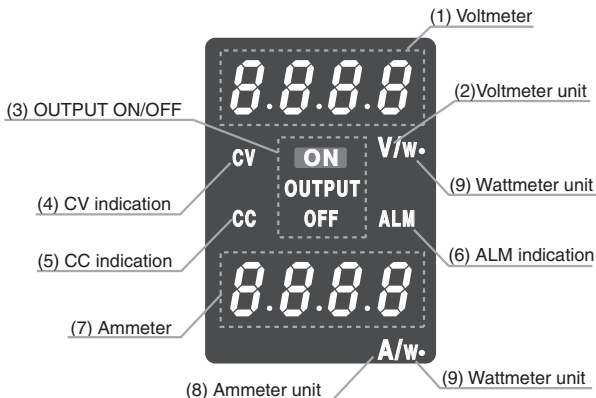 (1) Voltmeter
8.8.8.8
(2)Voltmeter unit
(3) OUTPUT ON/OFF
CV
ON
V/w•
OUTPUT
(9) Wattmeter unit
(4) CV indication
CC
OFF
ALM
(5) CC indication
(6) ALM indication
8.8.8.8
(7) Ammeter
A/w•
(9) Wattmeter unit
(8) Ammeter unit